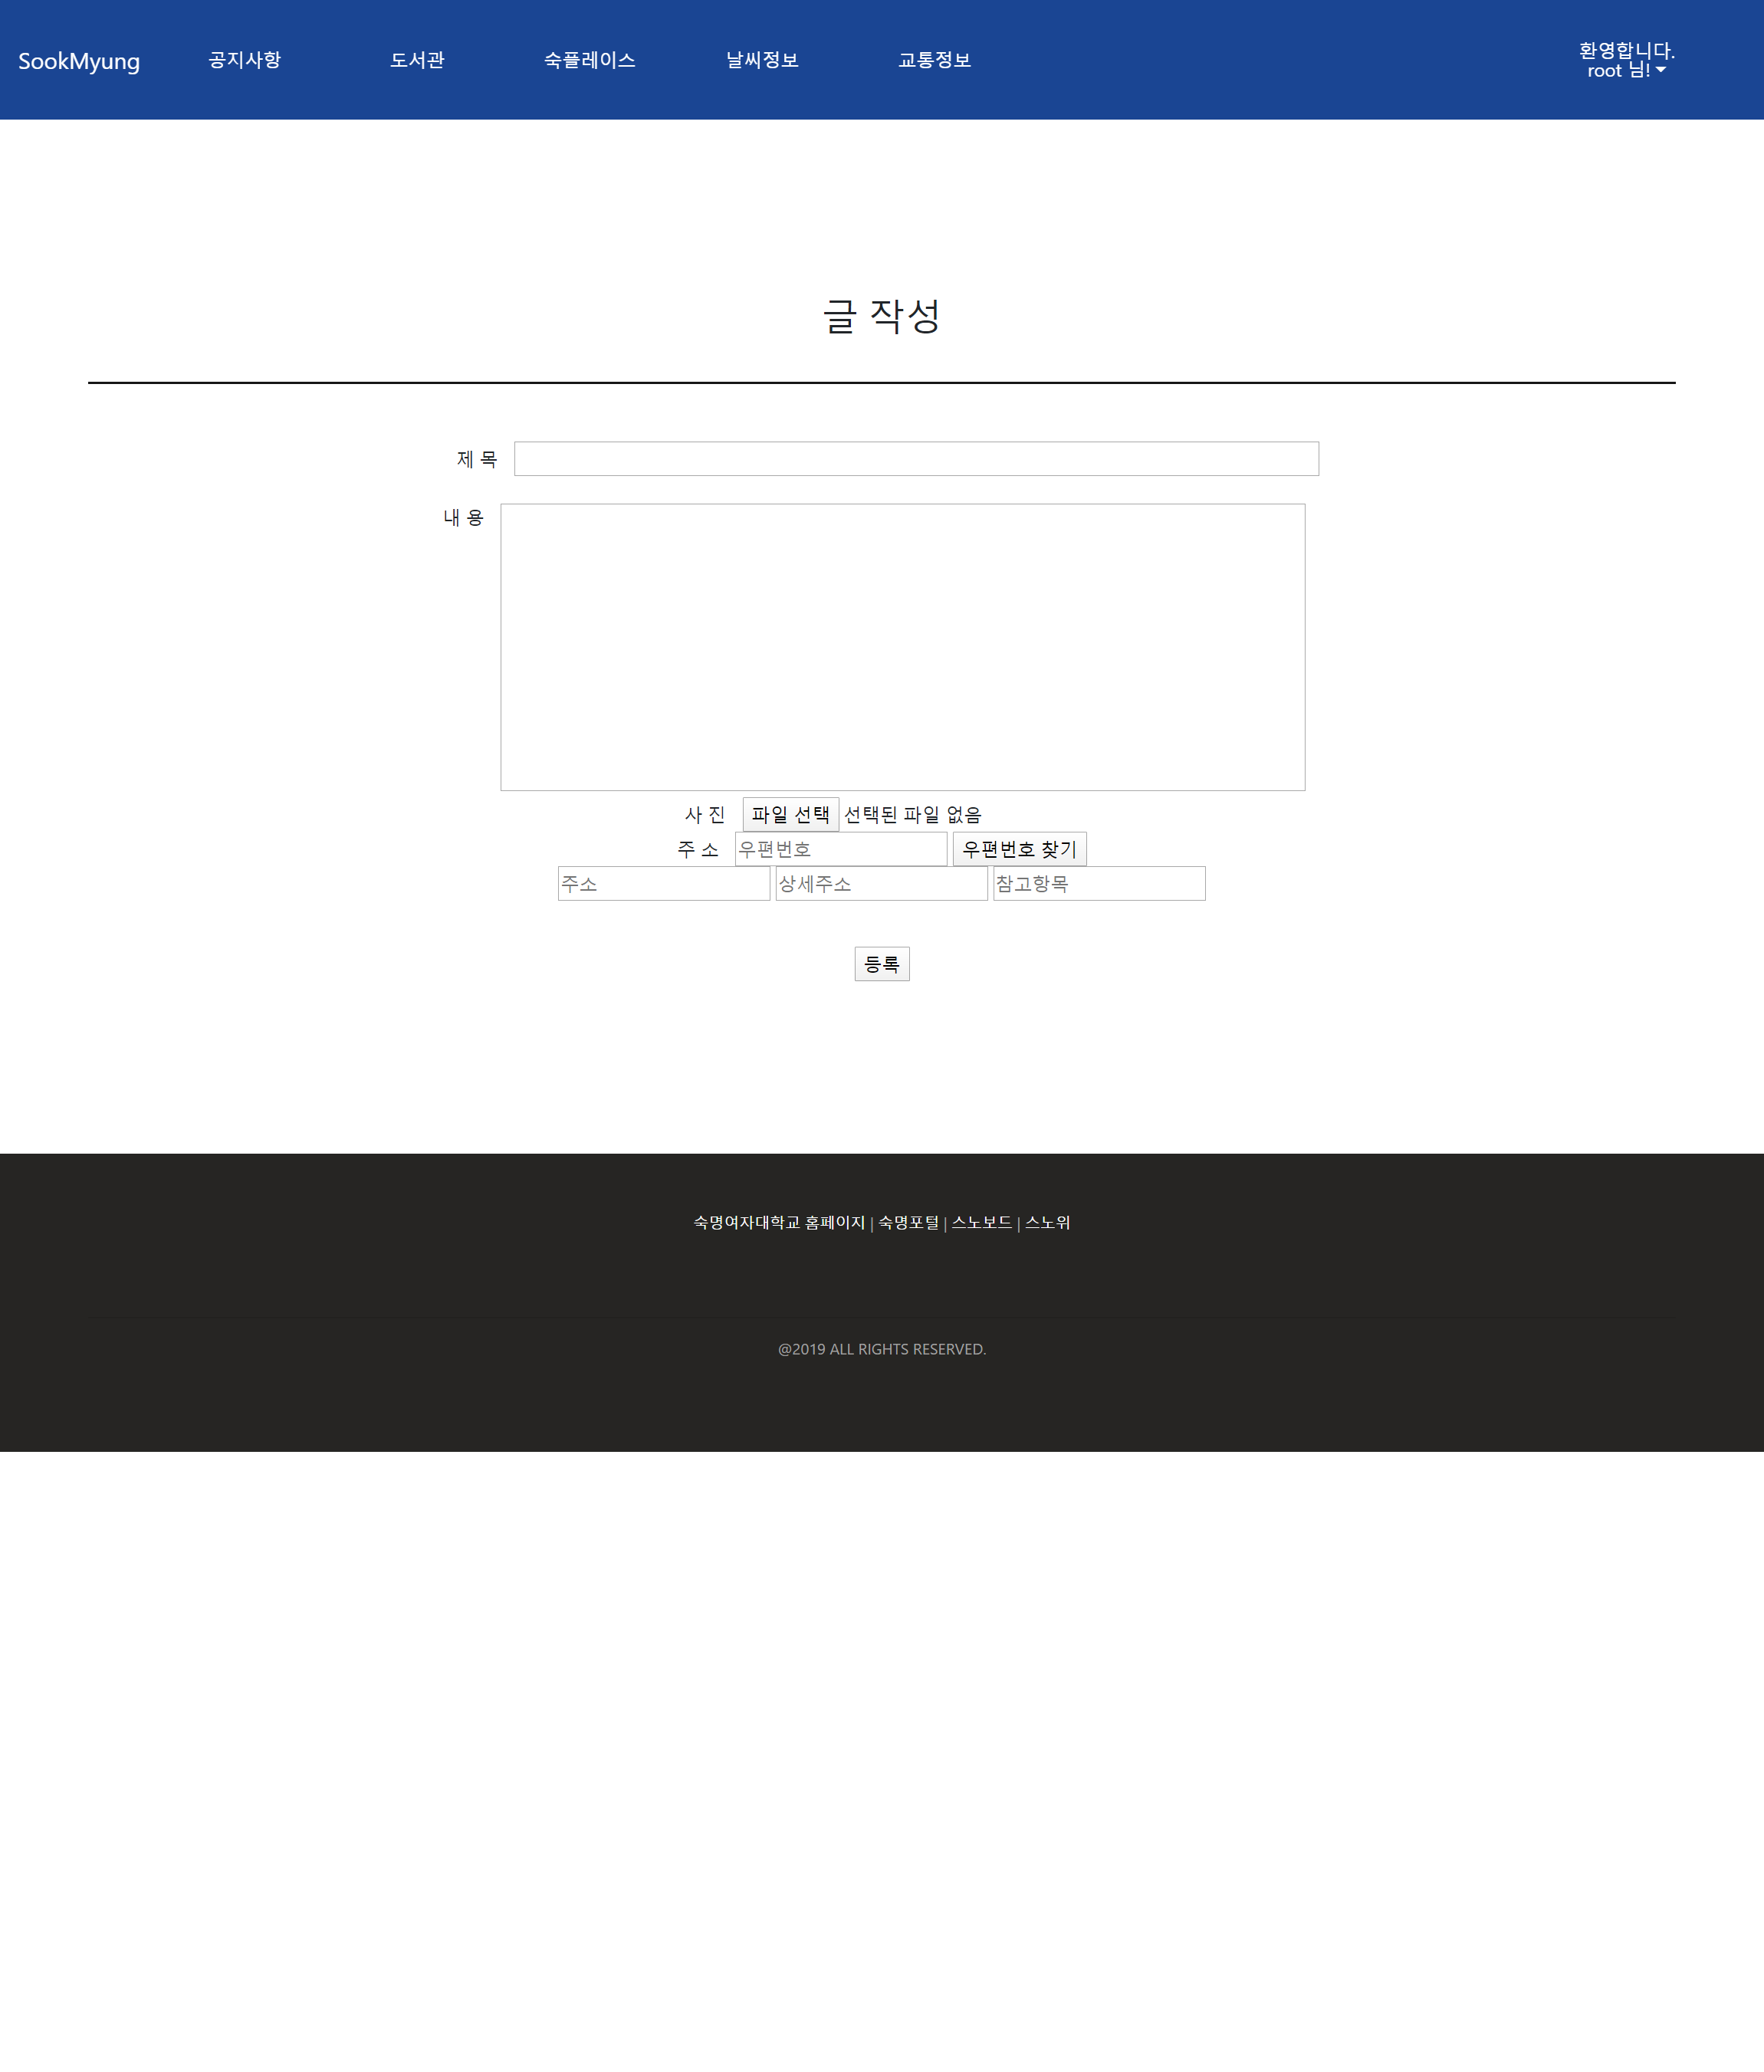 SookMyung 공지사항 도서관 숙플레이스 날씨정보 교통정보 환영합니다.
root 님!
글 작성
제 목
내 용
사 진 파일 선택 선택된 파일 없음
주 소 우편번호 우편번호 찾기
주소 상세주소 참고항목
등록
숙명여자대학교 홈페이지 | 숙명포털 | 스노보드 | 스노위
@2019 ALL RIGHTS RESERVED.